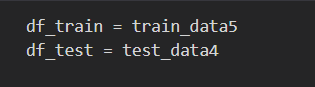 df_train = train_data5
df_test = test_data4